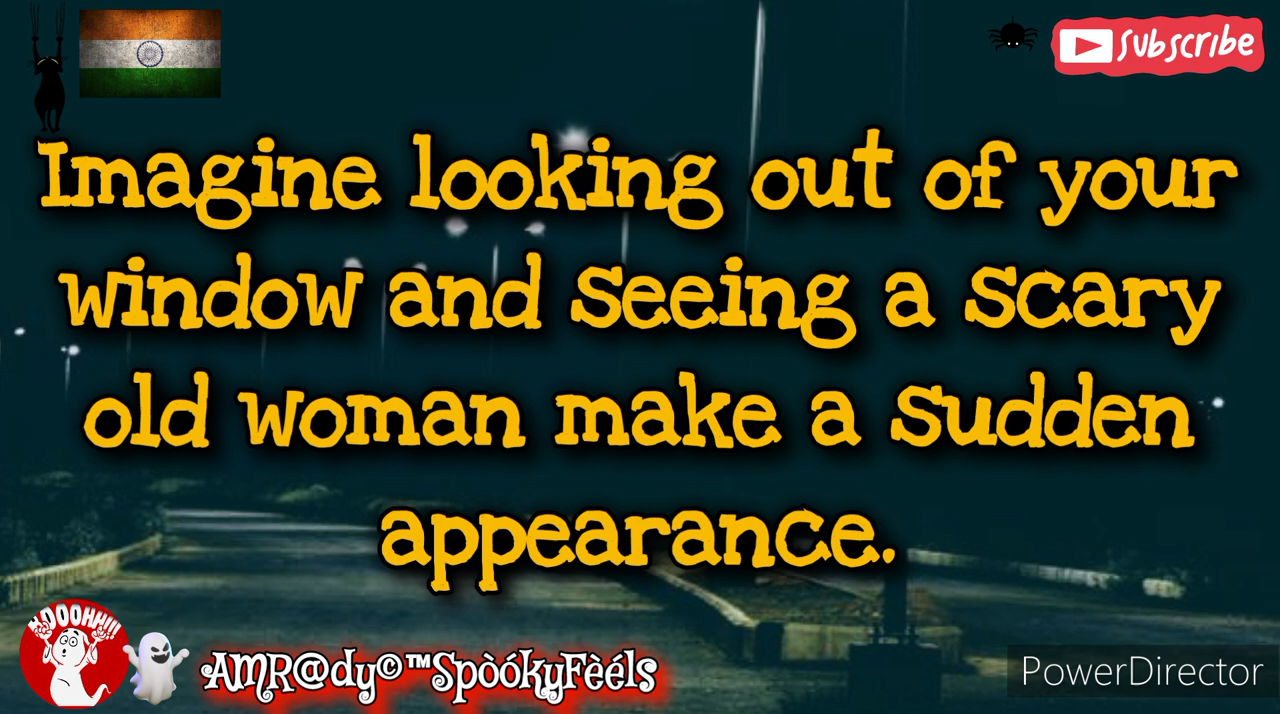 Subscribe
Imagine looking out of your
window and seeing a scary
old woman make a sudden
appearance.
OOOHH!!!
AMR@dy©™SpòókyFèéls
PowerDirector